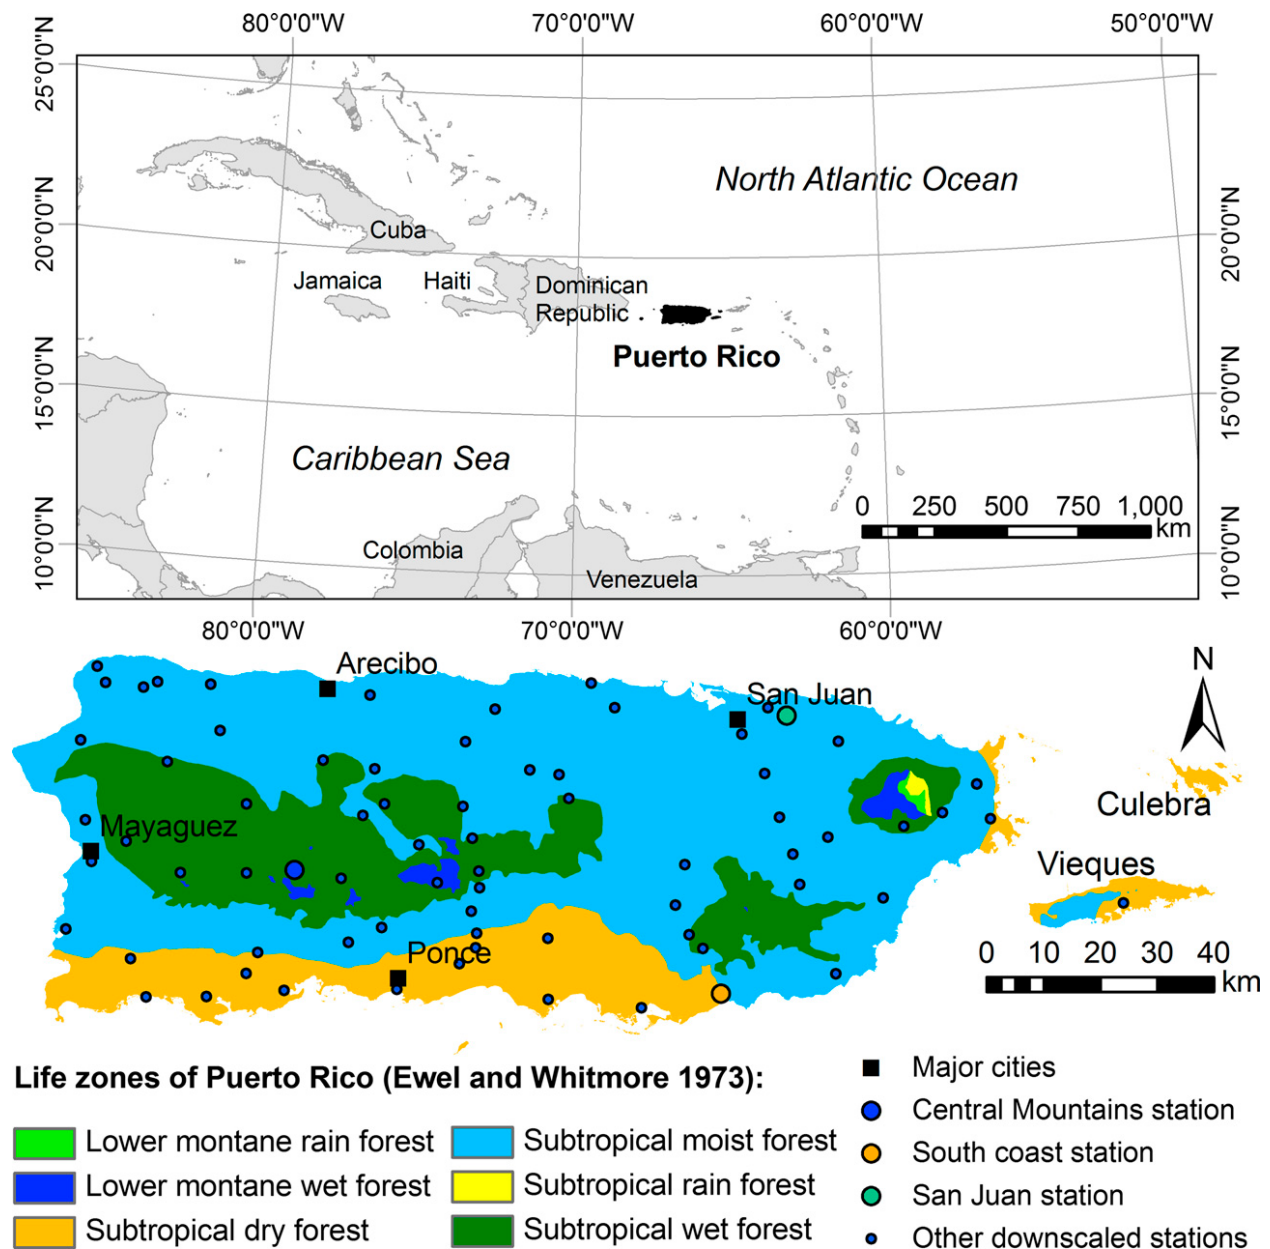 80°0'0"W 70°0'0"W 60°0'0"W 50°0'0"W
25°0'0"N
20°0'0"N
15°0'0"N
10°0'0"N
North Atlantic Ocean
Cuba
Jamaica
Haiti
Dominican
Republic
Puerto Rico
Caribbean Sea
Colombia
Venezuela
0 250 500 750 1,000
km
20°0'0"N
15°0'0"N
10°0'0"N
80°0'0"W 70°0'0"W 60°0'0"W
Arecibo
San Juan
N
Mayaguez
Culebra
Vieques
Ponce
0 10 20 30 40
km
Life zones of Puerto Rico (Ewel and Whitmore 1973):
Lower montane rain forest
Lower montane wet forest
Subtropical dry forest
Subtropical moist forest
Subtropical rain forest
Subtropical wet forest
Major cities
Central Mountains station
South coast station
San Juan station
Other downscaled stations